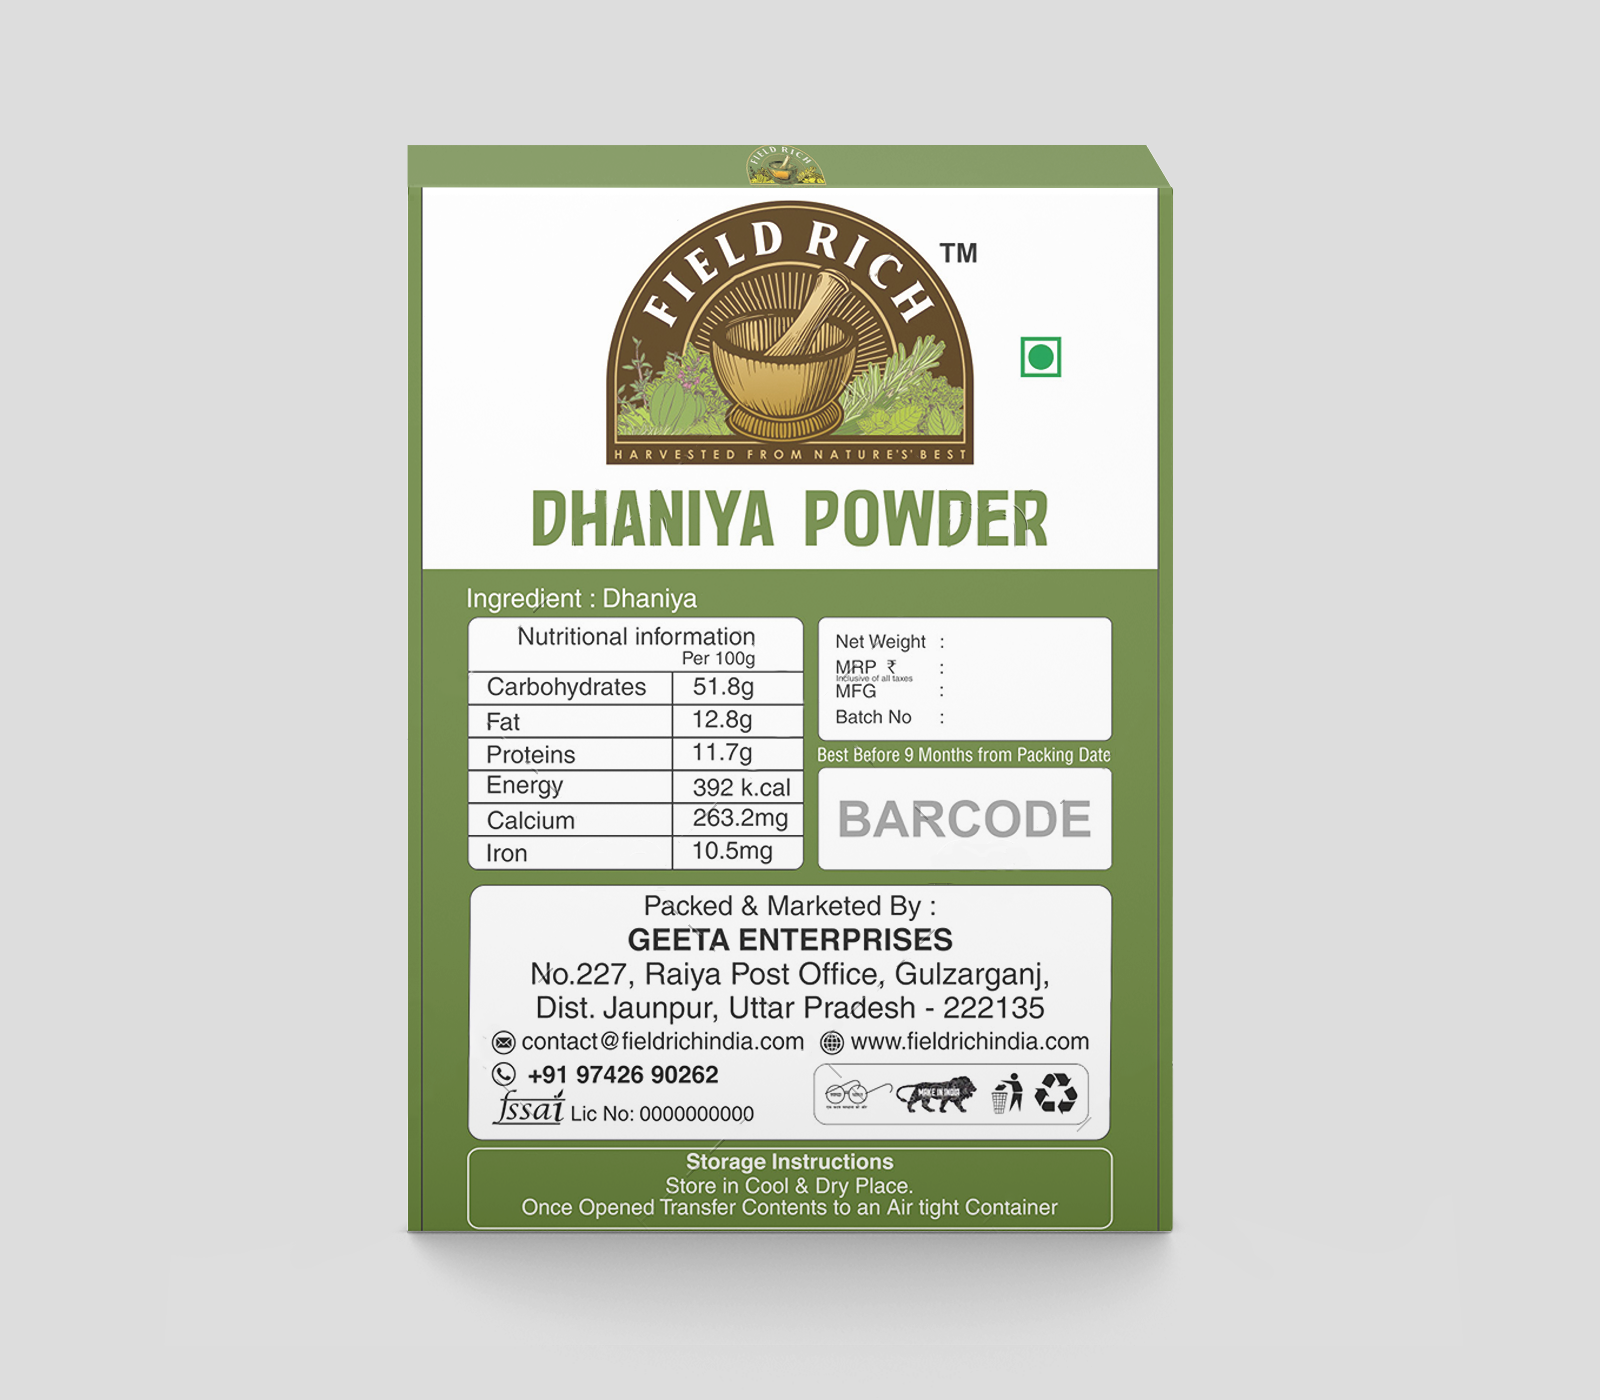 FIELD RICH
FIELD RICH
TM
HARVESTED FROM NATURE'S' BEST
DHANIYA POWDER
Ingredient : Dhaniya
Nutritional information
Per 100g
Carbohydrates 51.8g
Fat 12.8g
Proteins 11.7g
Energy 392 k.cal
Calcium 263.2mg
Iron 10.5mg
Net Weight :
MRP ₹ :
Inclusive of all taxes
MFG :
Batch No :
Best Before 9 Months from Packing Date
BARCODE
Packed & Marketed By :
GEETA ENTERPRISES
No.227, Raiya Post Office, Gulzarganj,
Dist. Jaunpur, Uttar Pradesh - 222135
contact@fieldrichindia.com www.fieldrichindia.com
+91 97426 90262
fssai Lic No: 0000000000
MAKE IN INDIA
Storage Instructions
Store in Cool & Dry Place.
Once Opened Transfer Contents to an Air tight Container